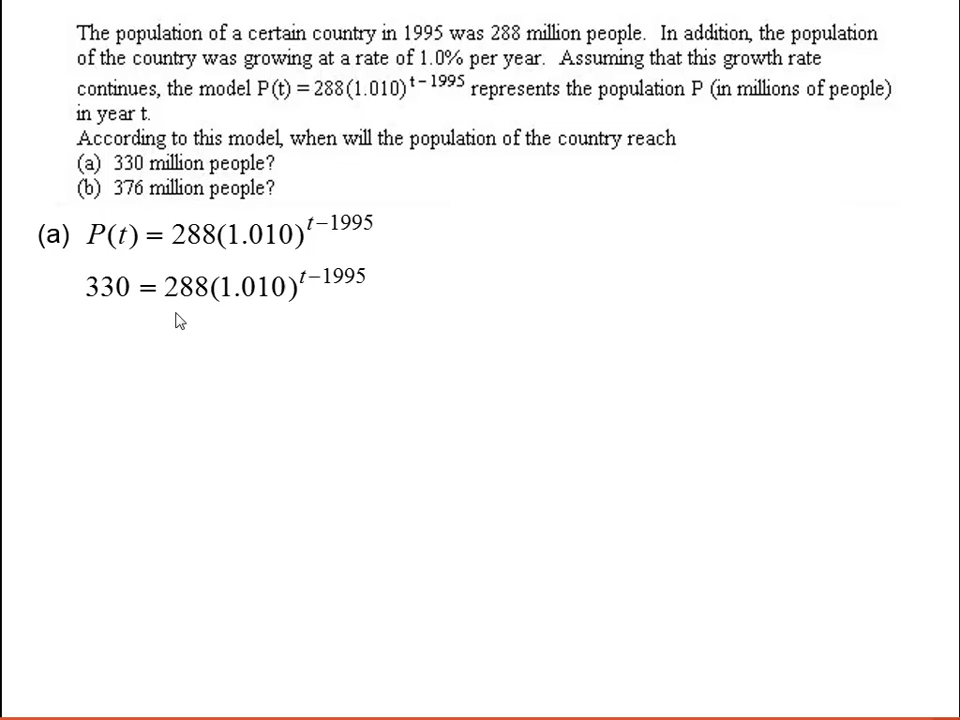 The population of a certain country in 1995 was 288 million people. In addition, the population
of the country was growing at a rate of 1.0% per year. Assuming that this growth rate
continues, the model P(t) = 288(1.010)^{t – 1995} represents the population P (in millions of people)
in year t.
According to this model, when will the population of the country reach
(a) 330 million people?
(b) 376 million people?
(a) P(t) = 288(1.010)^{t−1995}
330 = 288(1.010)^{t−1995}